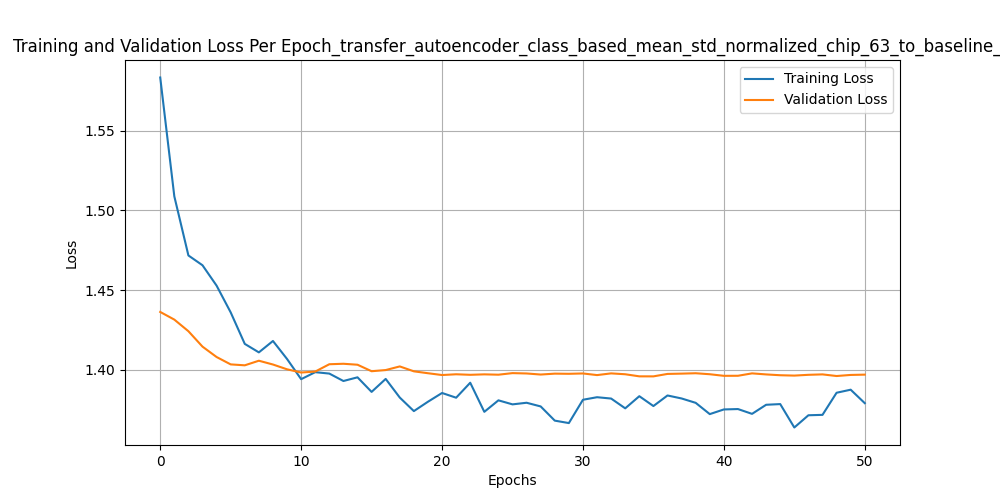 Training and Validation Loss Per Epoch_transfer_autoencoder_class_based_mean_std_normalized_chip_63_to_baseline_
Training Loss
Validation Loss
Loss
1.55
1.50
1.45
1.40
0
10
20
30
40
50
Epochs